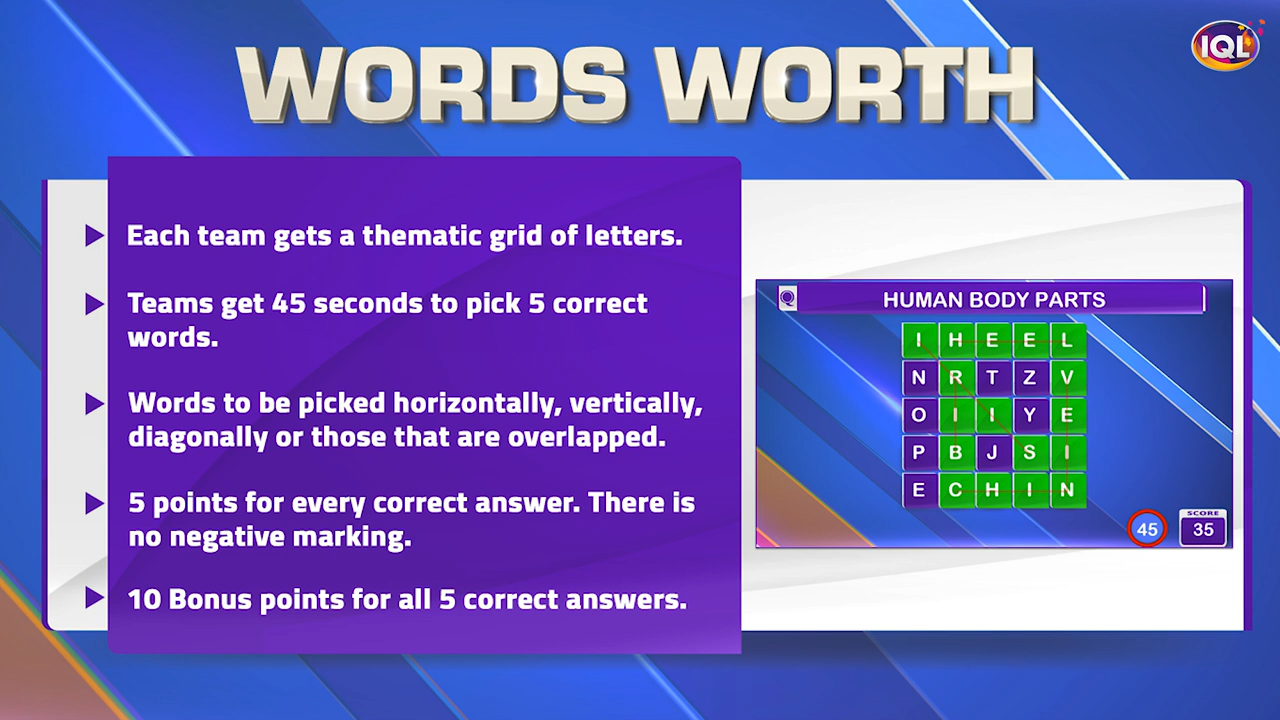 IQL
WORDS WORTH
Each team gets a thematic grid of letters.
Teams get 45 seconds to pick 5 correct
words.
Words to be picked horizontally, vertically,
diagonally or those that are overlapped.
5 points for every correct answer. There is
no negative marking.
10 Bonus points for all 5 correct answers.
Q HUMAN BODY PARTS
I H E E L
N R T Z V
O I I Y E
P B J S I
E C H I N
45
SCORE
35